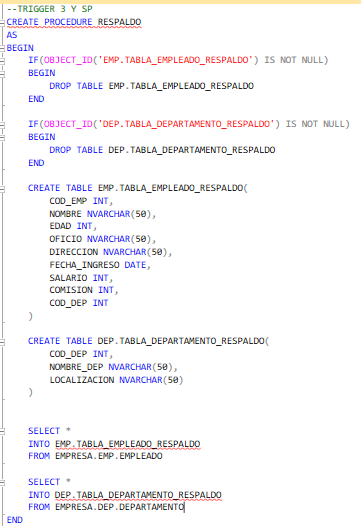 --TRIGGER 3 Y SP
CREATE PROCEDURE RESPALDO
AS
BEGIN
IF(OBJECT_ID('EMP.TABLA_EMPLEADO_RESPALDO') IS NOT NULL)
BEGIN
DROP TABLE EMP.TABLA_EMPLEADO_RESPALDO
END
IF(OBJECT_ID('DEP.TABLA_DEPARTAMENTO_RESPALDO') IS NOT NULL)
BEGIN
DROP TABLE DEP.TABLA_DEPARTAMENTO_RESPALDO
END
CREATE TABLE EMP.TABLA_EMPLEADO_RESPALDO(
COD_EMP INT,
NOMBRE NVARCHAR(50),
EDAD INT,
OFICIO NVARCHAR(50),
DIRECCION NVARCHAR(50),
FECHA_INGRESO DATE,
SALARIO INT,
COMISION INT,
COD_DEP INT
)
CREATE TABLE DEP.TABLA_DEPARTAMENTO_RESPALDO(
COD_DEP INT,
NOMBRE_DEP NVARCHAR(50),
LOCALIZACION NVARCHAR(50)
)
SELECT *
INTO EMP.TABLA_EMPLEADO_RESPALDO
FROM EMPRESA.EMP.EMPLEADO
SELECT *
INTO DEP.TABLA_DEPARTAMENTO_RESPALDO
FROM EMPRESA.DEP.DEPARTAMENTO
END